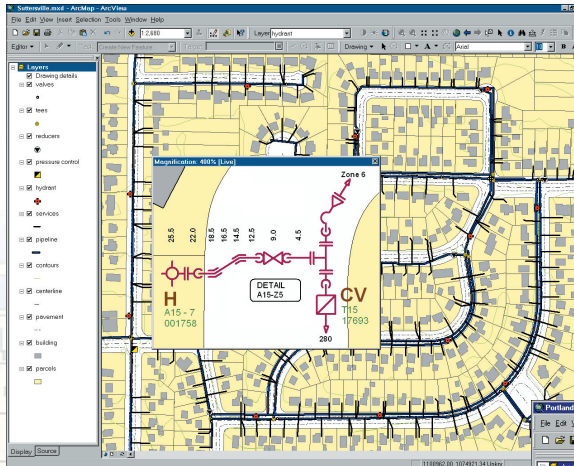 Suttersville.mxd - ArcMap - ArcView
File Edit View Insert Selection Tools Window Help
1:2,680
Layer hydrant
Editor Create New Feature
Drawing A Arial 10 B
Layers
Drawing details
valves
tees
reducers
pressure control
hydrant
services
pipeline
contours
centerline
pavement
building
parcels
Display Source
Magnification: 400% [Live]
Zone 6
25.5 22.0 18.5 16.5 14.5 12.5 9.0 4.5
DETAIL
A15-Z5
H
A15 - 7
001758
CV
T15
17693
280
Portland
File Edit